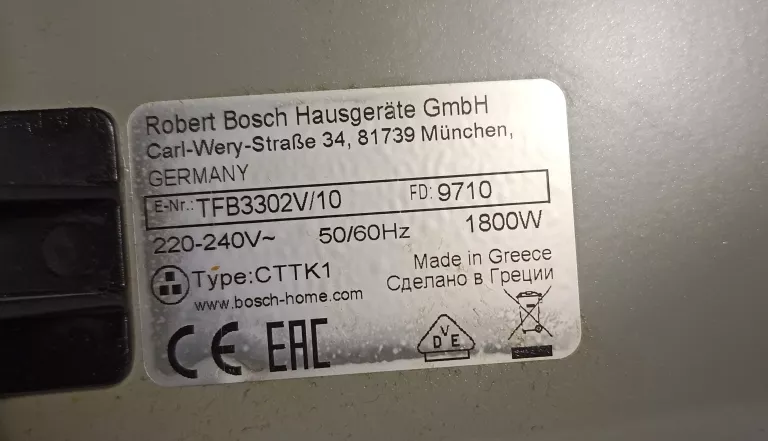 Robert Bosch Hausgeräte GmbH
Carl-Wery-Straße 34, 81739 München,
GERMANY
E-Nr.: TFB3302V/10 FD: 9710
220-240V~ 50/60Hz 1800W
Type:CTTK1 Made in Greece
www.bosch-home.com Сделано в Греции
CE EAC VDE